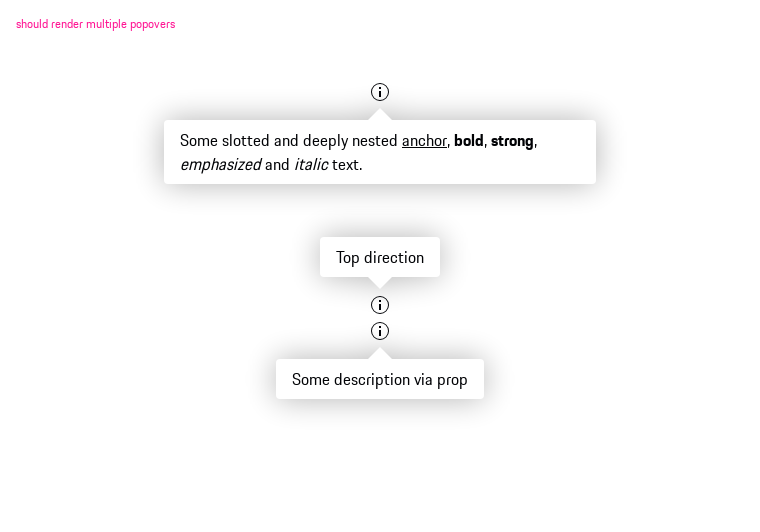 should render multiple popovers
Some slotted and deeply nested anchor, bold, strong,
emphasized and italic text.
Top direction
Some description via prop